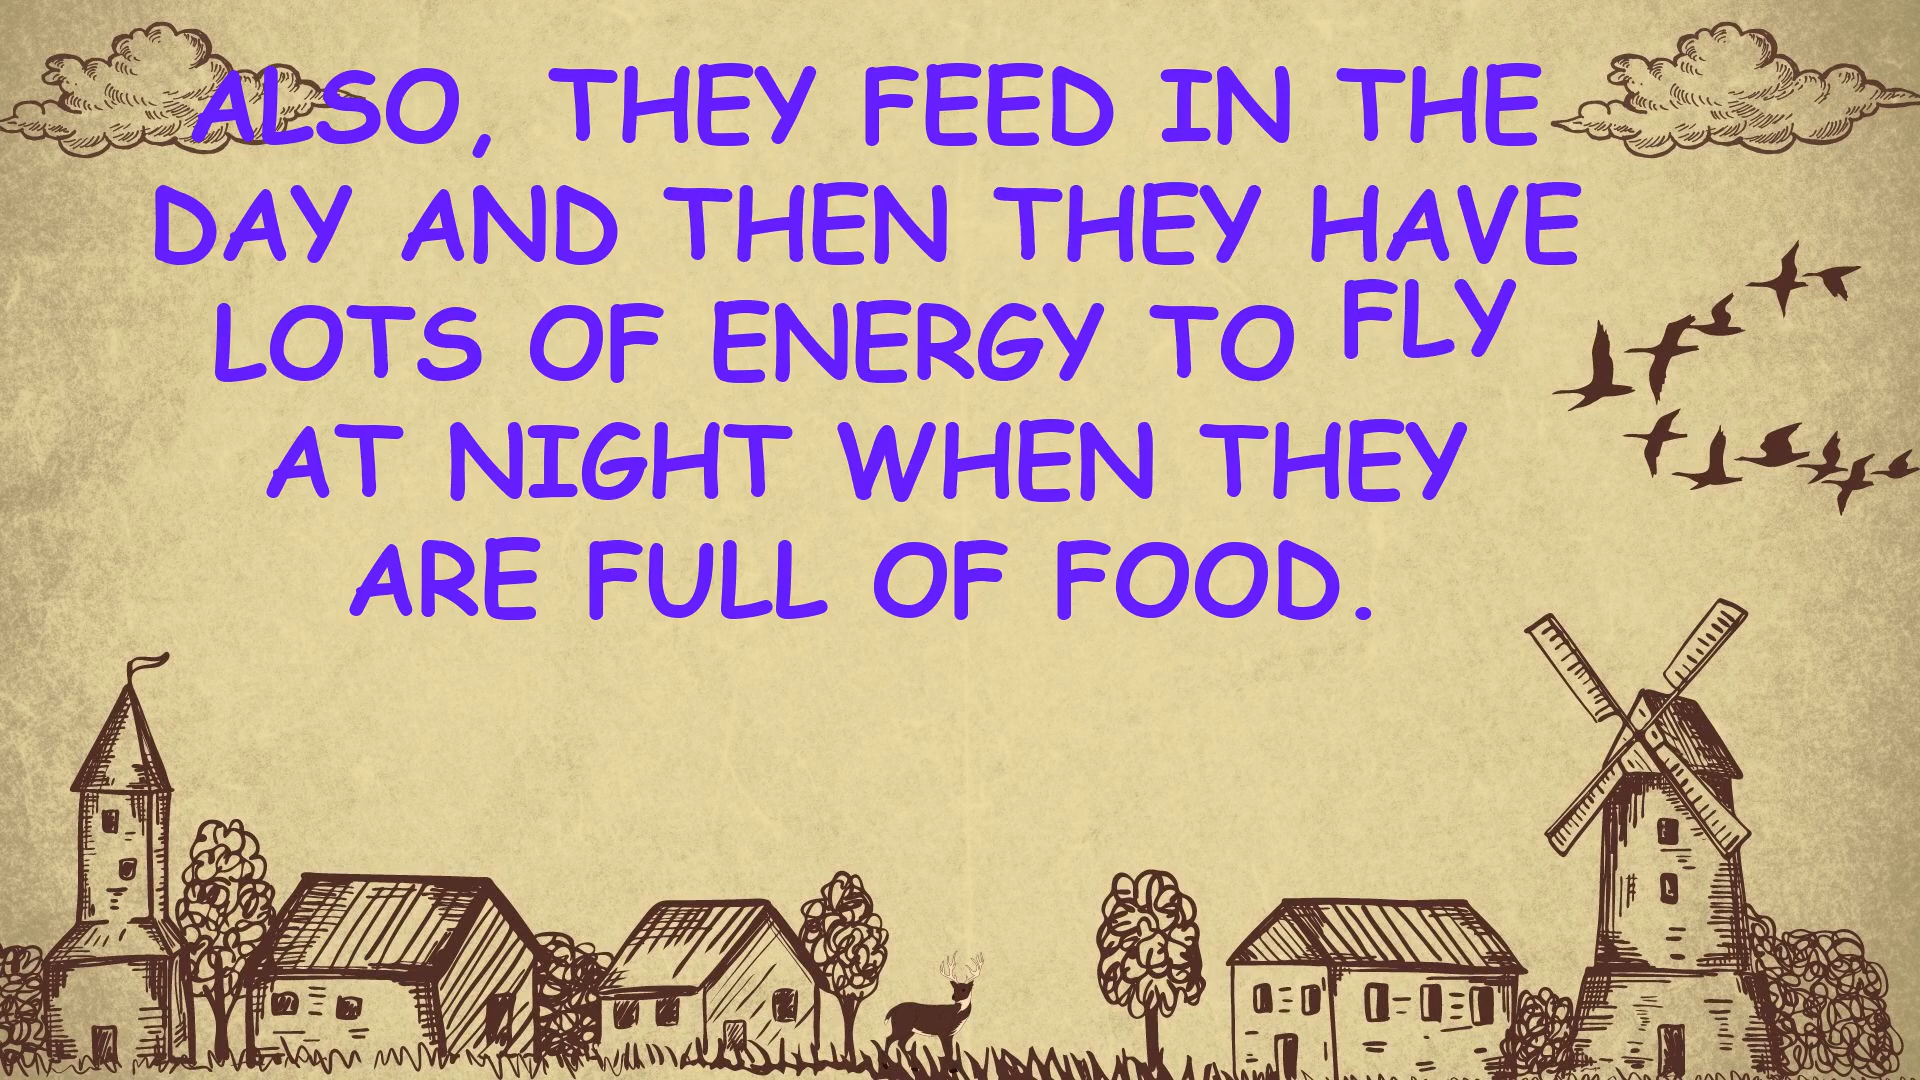 ALSO, THEY FEED IN THE
DAY AND THEN THEY HAVE
LOTS OF ENERGY TO FLY
AT NIGHT WHEN THEY
ARE FULL OF FOOD.